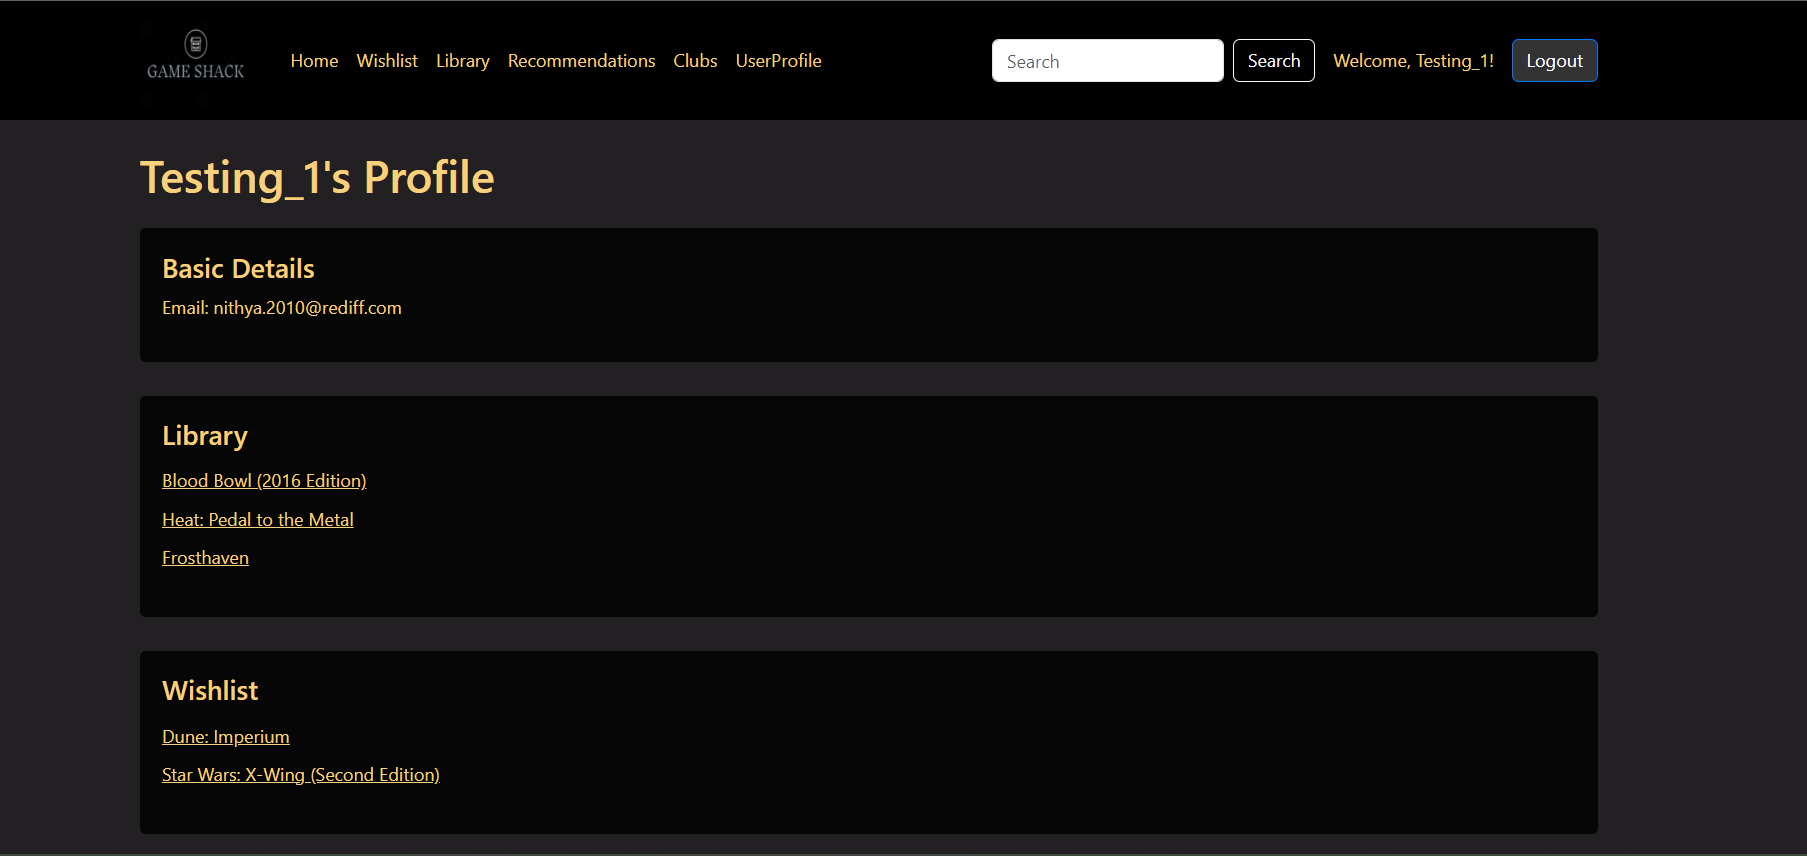 GAME SHACK
Home Wishlist Library Recommendations Clubs UserProfile Search Search Welcome, Testing_1! Logout
Testing_1's Profile
Basic Details
Email: nithya.2010@rediff.com
Library
Blood Bowl (2016 Edition)
Heat: Pedal to the Metal
Frosthaven
Wishlist
Dune: Imperium
Star Wars: X-Wing (Second Edition)